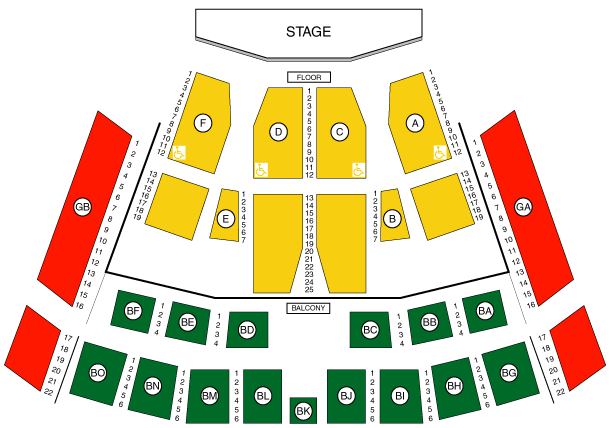 STAGE
FLOOR
1 2 3 4 5 6 7 8 9 10 11 12
1 2 3 4 5 6 7 8 9 10 11 12
1 2 3 4 5 6 7 8 9 10 11 12
F
D
C
A
1 2 3 4 5 6 7 8 9 10 11 12 13 14 15 16
GB
1 2 3 4 5 6 7 8 9 10 11 12 13 14 15 16
GA
13 14 15 16 17 18 19
E
1 2 3 4 5 6 7
13 14 15 16 17 18 19 20 21 22 23 24 25
1 2 3 4 5 6 7
B
13 14 15 16 17 18 19
BALCONY
BF
1 2 3 4
BE
1 2 3 4
BD
BC
1 2 3 4
BB
1 2 3 4
BA
17 18 19 20 21 22
17 18 19 20 21 22
BO
1 2 3 4 5 6
BN
1 2 3 4 5 6
BM
1 2 3 4 5 6
BL
BK
BJ
1 2 3 4 5 6
BI
1 2 3 4 5 6
BH
1 2 3 4 5 6
BG